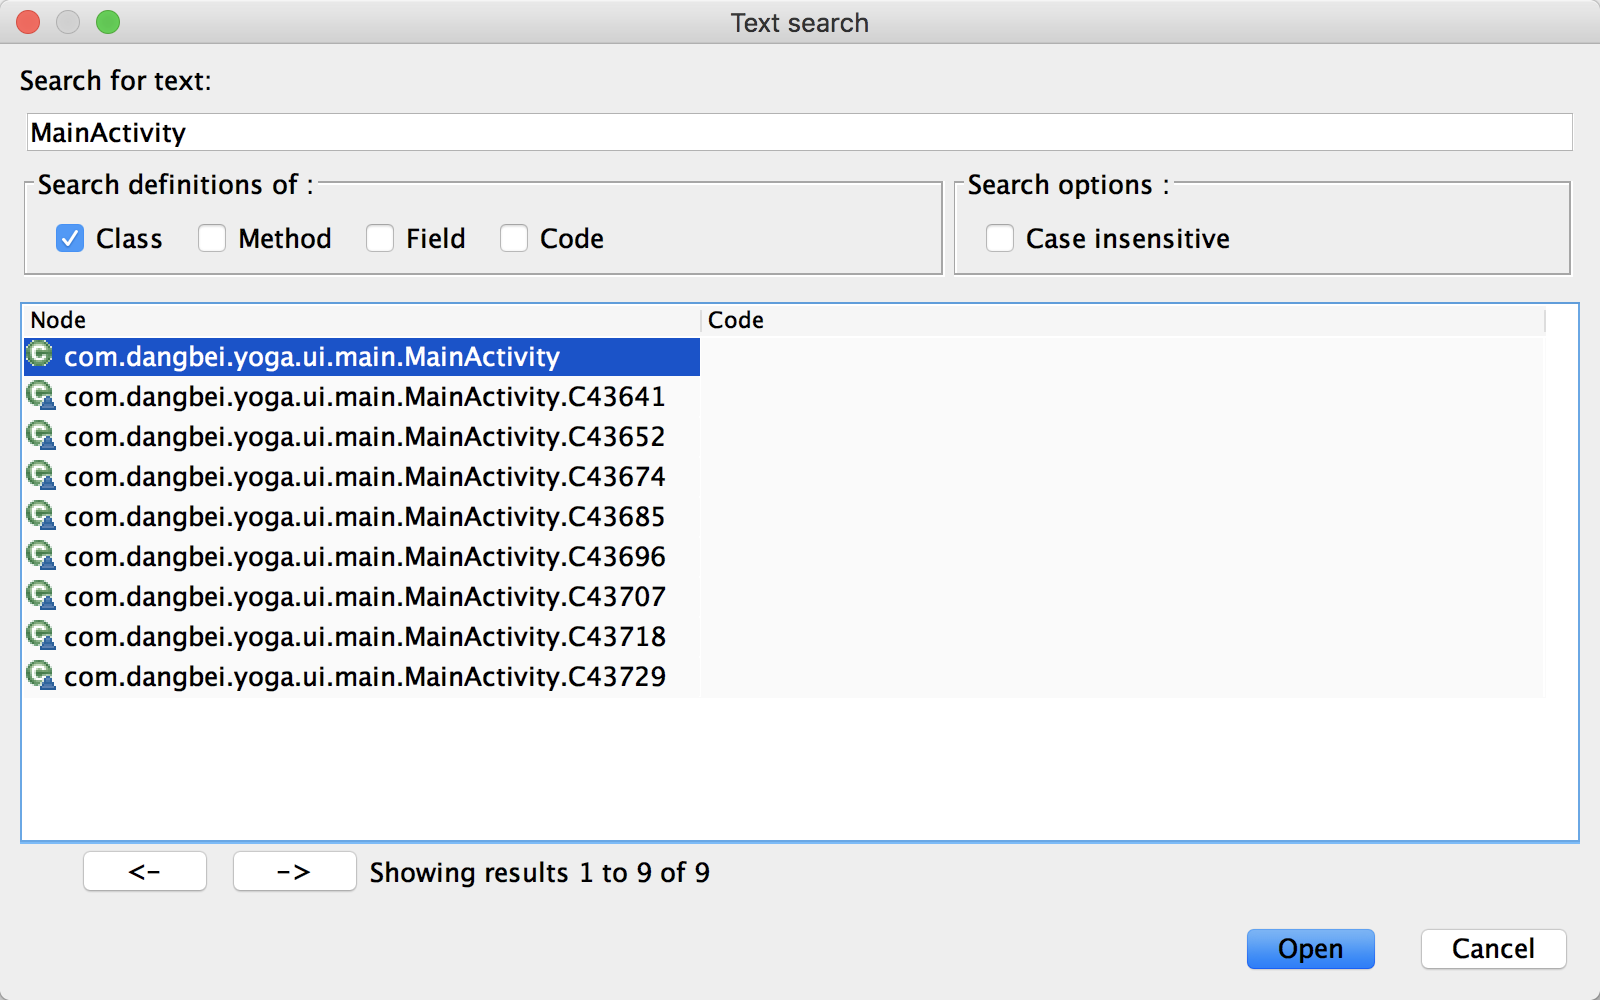 Text search
Search for text:
MainActivity
Search definitions of :
Search options :
Class Method Field Code
Case insensitive
Node Code
com.dangbei.yoga.ui.main.MainActivity
com.dangbei.yoga.ui.main.MainActivity.C43641
com.dangbei.yoga.ui.main.MainActivity.C43652
com.dangbei.yoga.ui.main.MainActivity.C43674
com.dangbei.yoga.ui.main.MainActivity.C43685
com.dangbei.yoga.ui.main.MainActivity.C43696
com.dangbei.yoga.ui.main.MainActivity.C43707
com.dangbei.yoga.ui.main.MainActivity.C43718
com.dangbei.yoga.ui.main.MainActivity.C43729
<- -> Showing results 1 to 9 of 9
Open Cancel